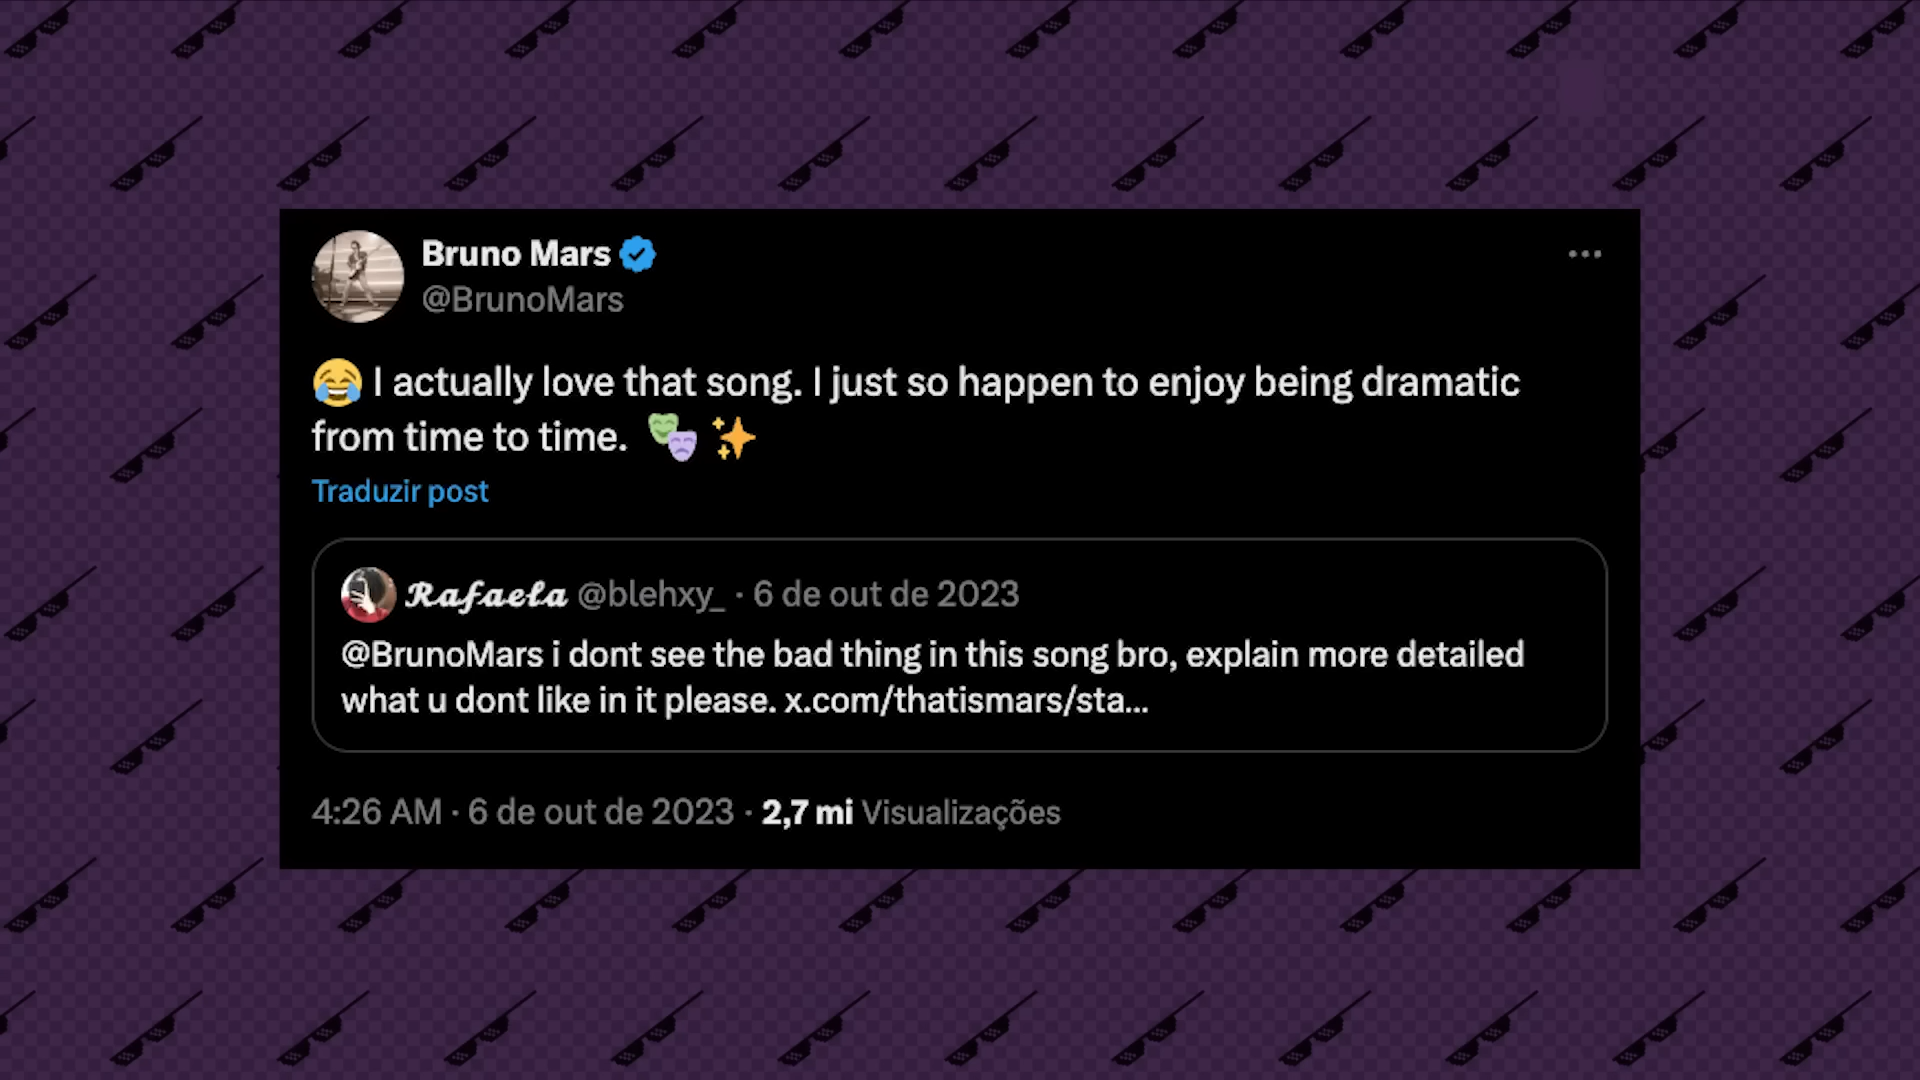 Bruno Mars
@BrunoMars
😂 I actually love that song. I just so happen to enjoy being dramatic
from time to time. 🎭 ✨
Traduzir post
𝓡𝓪𝓯𝓪𝓮𝓵𝓪 @blehxy_ · 6 de out de 2023
@BrunoMars i dont see the bad thing in this song bro, explain more detailed
what u dont like in it please. x.com/thatismars/sta...
4:26 AM · 6 de out de 2023 · 2,7 mi Visualizações